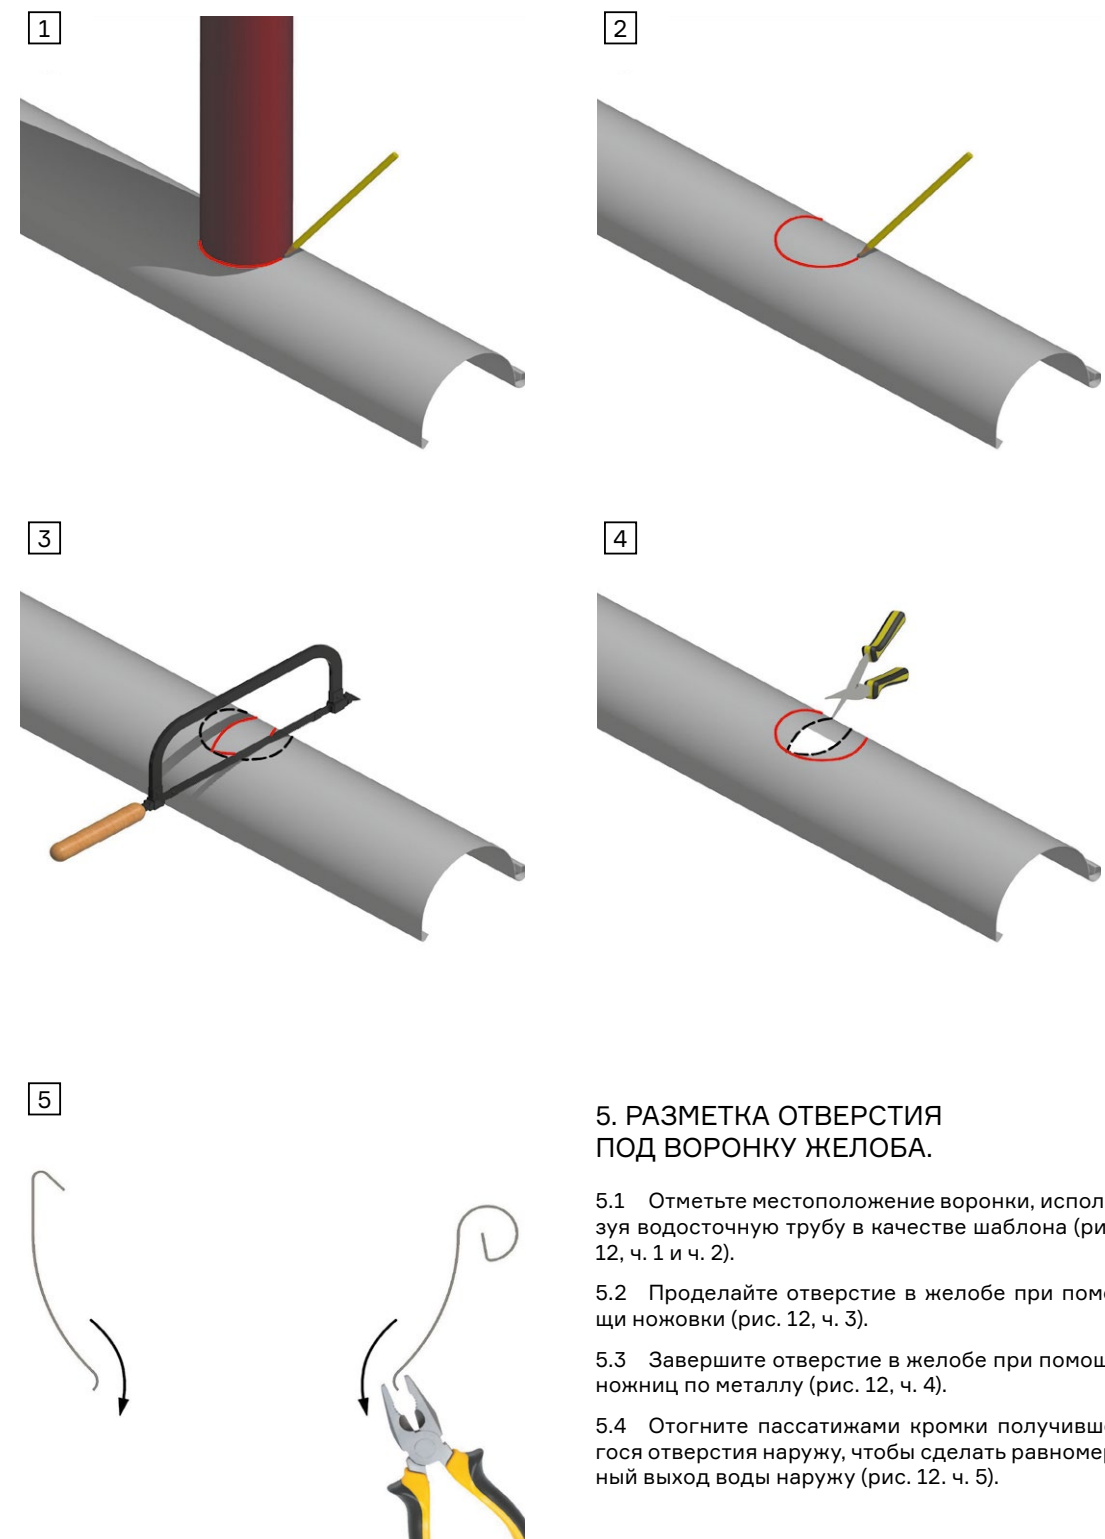 1
2
3
4
5
5. РАЗМЕТКА ОТВЕРСТИЯ
ПОД ВОРОНКУ ЖЕЛОБА.
5.1 Отметьте местоположение воронки, испол
зуя водосточную трубу в качестве шаблона (ри
12, ч. 1 и ч. 2).
5.2 Проделайте отверстие в желобе при пом
щи ножовки (рис. 12, ч. 3).
5.3 Завершите отверстие в желобе при помощ
ножниц по металлу (рис. 12, ч. 4).
5.4 Отогните пассатижами кромки получивш
гося отверстия наружу, чтобы сделать равномер
ный выход воды наружу (рис. 12. ч. 5).